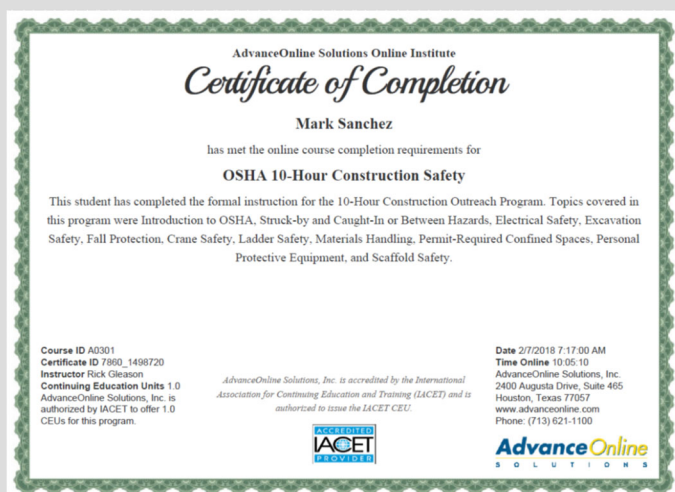 AdvanceOnline Solutions Online Institute
Certificate of Completion
Mark Sanchez
has met the online course completion requirements for
OSHA 10-Hour Construction Safety
This student has completed the formal instruction for the 10-Hour Construction Outreach Program. Topics covered in
this program were Introduction to OSHA, Struck-by and Caught-In or Between Hazards, Electrical Safety, Excavation
Safety, Fall Protection, Crane Safety, Ladder Safety, Materials Handling, Permit-Required Confined Spaces, Personal
Protective Equipment, and Scaffold Safety.
Course ID A0301
Certificate ID 7860_1498720
Instructor Rick Gleason
Continuing Education Units 1.0
AdvanceOnline Solutions, Inc. is
authorized by IACET to offer 1.0
CEUs for this program.
AdvanceOnline Solutions, Inc. is accredited by the International
Association for Continuing Education and Training (IACET) and is
authorized to issue the IACET CEU.
ACCREDITED
IACET
PROVIDER
Date 2/7/2018 7:17:00 AM
Time Online 10:05:10
AdvanceOnline Solutions, Inc.
2400 Augusta Drive, Suite 465
Houston, Texas 77057
www.advanceonline.com
Phone: (713) 621-1100
AdvanceOnline
SOLUTIONS